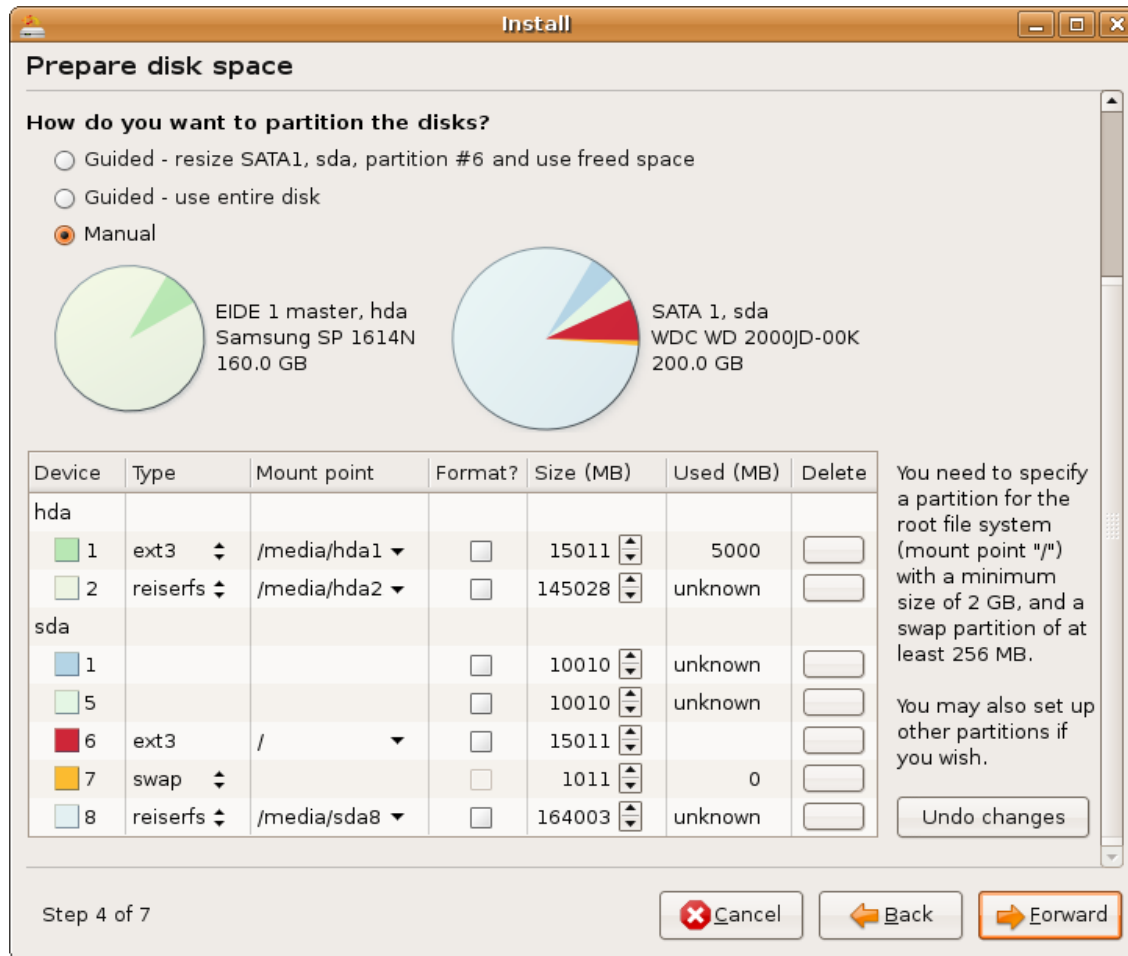 Install
Prepare disk space
How do you want to partition the disks?
Guided - resize SATA1, sda, partition #6 and use freed space
Guided - use entire disk
Manual
EIDE 1 master, hda
Samsung SP 1614N
160.0 GB
SATA 1, sda
WDC WD 2000JD-00K
200.0 GB
Device Type Mount point Format? Size (MB) Used (MB) Delete
hda
1 ext3 /media/hda1 15011 5000
2 reiserfs /media/hda2 145028 unknown
sda
1 10010 unknown
5 10010 unknown
6 ext3 / 15011
7 swap 1011 0
8 reiserfs /media/sda8 164003 unknown
You need to specify
a partition for the
root file system
(mount point "/")
with a minimum
size of 2 GB, and a
swap partition of at
least 256 MB.
You may also set up
other partitions if
you wish.
Undo changes
Step 4 of 7
Cancel
Back
Forward